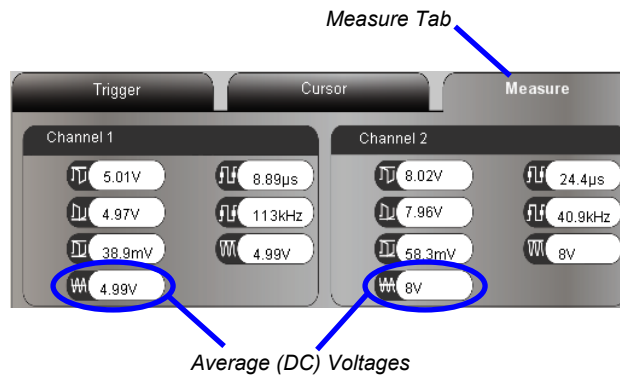 Measure Tab
Trigger
Cursor
Measure
Channel 1
Channel 2
5.01V
8.89µs
8.02V
24.4µs
4.97V
113kHz
7.96V
40.9kHz
38.9mV
4.99V
58.3mV
8V
4.99V
8V
Average (DC) Voltages